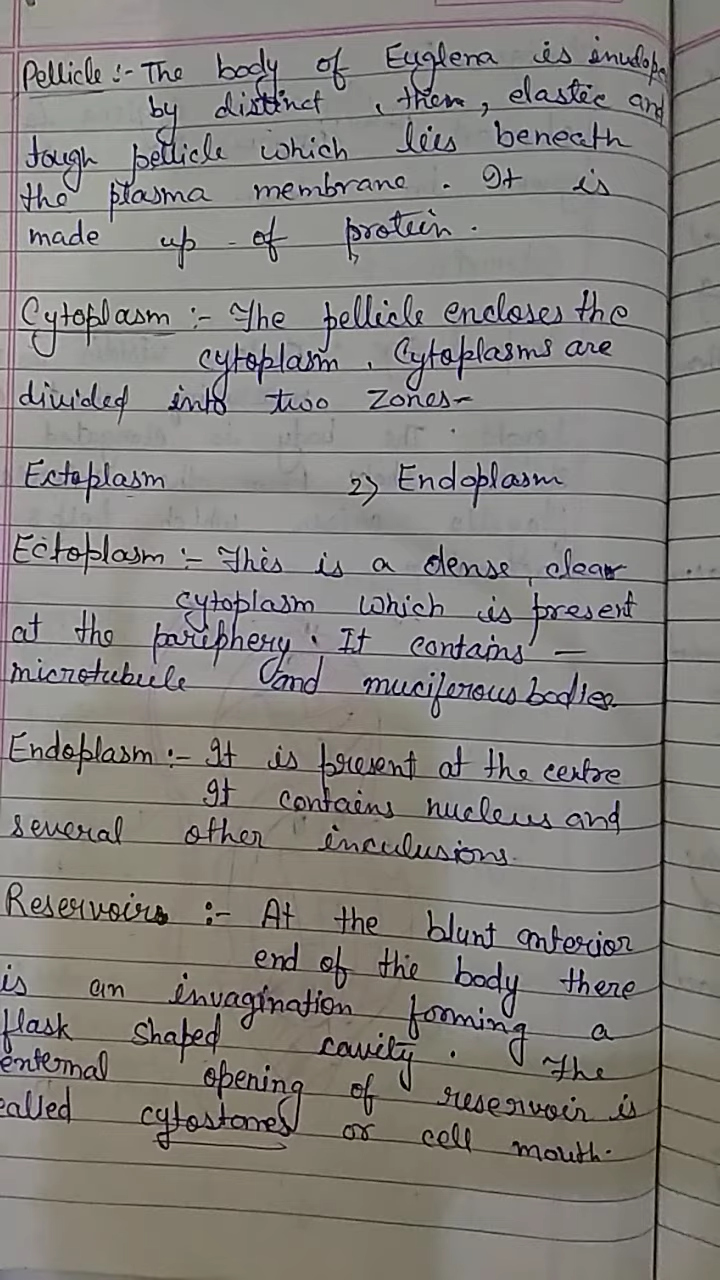 Pellicle :- The body of Euglena is invelope
by distinct, them, elastic and
tough pellicle which lies beneath
the plasma membrane. It is
made up of protein.
Cytoplasm :- The pellicle encloses the
cytoplasm. Cytoplasms are
divided into two zones-
Ectoplasm 2) Endoplasm
Ectoplasm :- This is a dense, clear
cytoplasm which is present
at the pariphery. It contains -
microtubule and muciferous bodies
Endoplasm :- It is present at the centre
It contains nucleus and
several other inculusions.
Reservoirs :- At the blunt anterior
end of the body there
is an invagination forming a
flask shaped cavity. The
enternal opening of reservoir is
called cytostomes or cell mouth.